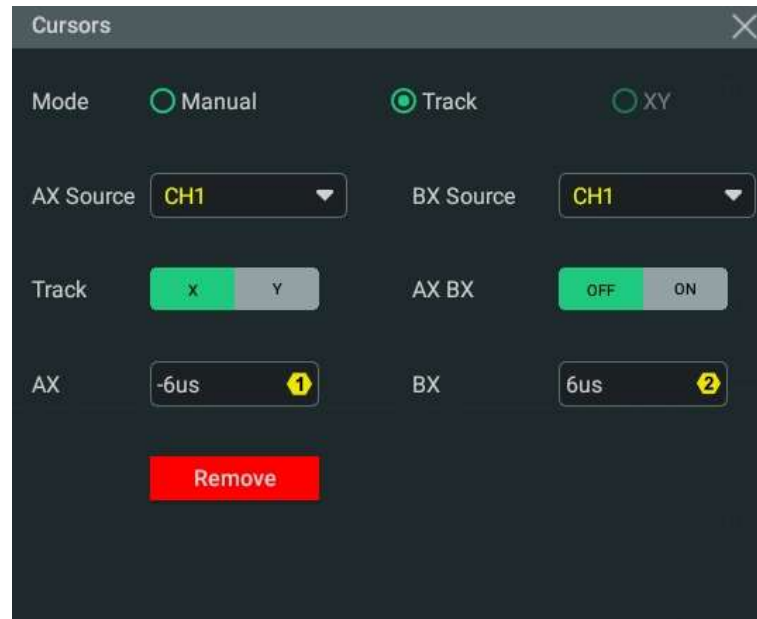 Cursors
Mode Manual Track XY
AX Source CH1 BX Source CH1
Track X Y AX BX OFF ON
AX -6us 1 BX 6us 2
Remove